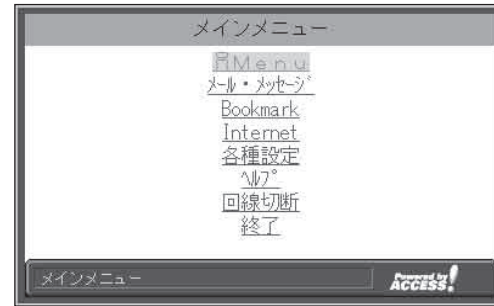 メインメニュー
iMenu
ﾒｰﾙ・ﾒｯｾｰｼﾞ
Bookmark
Internet
各種設定
ﾍﾙﾌﾟ
回線切断
終了
メインメニュー
Powered by
ACCESS!